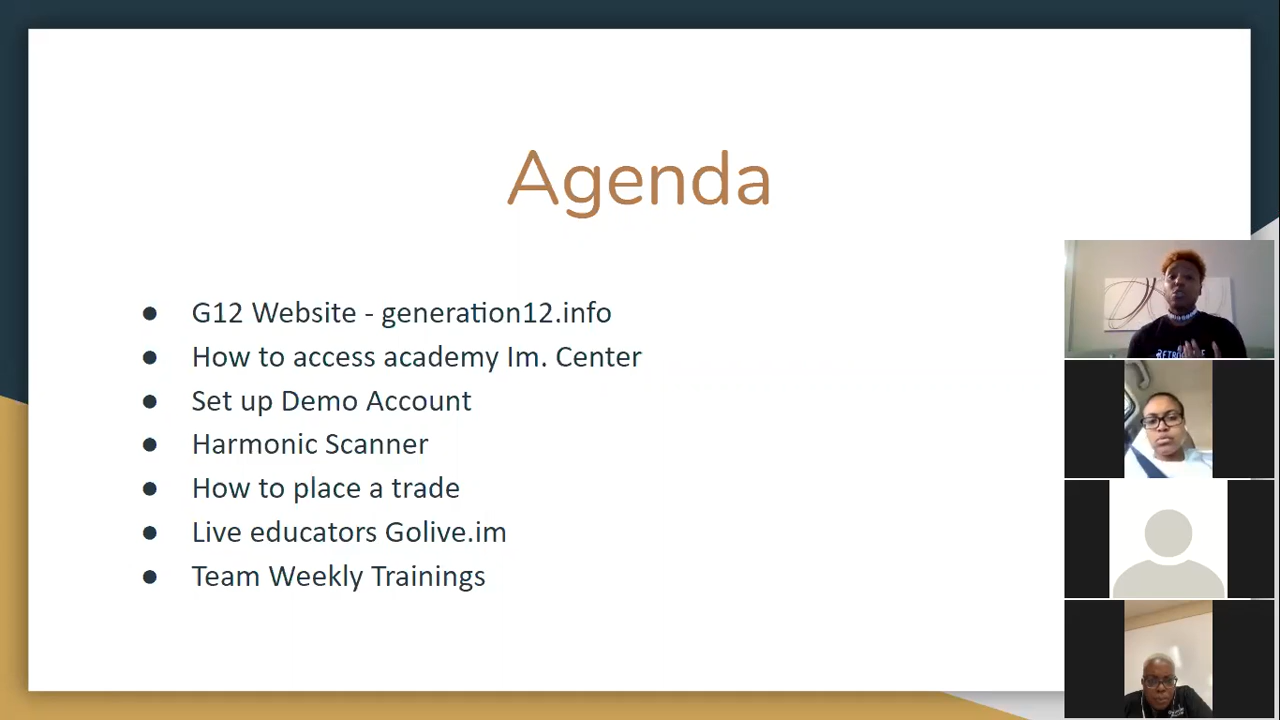 Agenda
● G12 Website - generation12.info
● How to access academy Im. Center
● Set up Demo Account
● Harmonic Scanner
● How to place a trade
● Live educators Golive.im
● Team Weekly Trainings